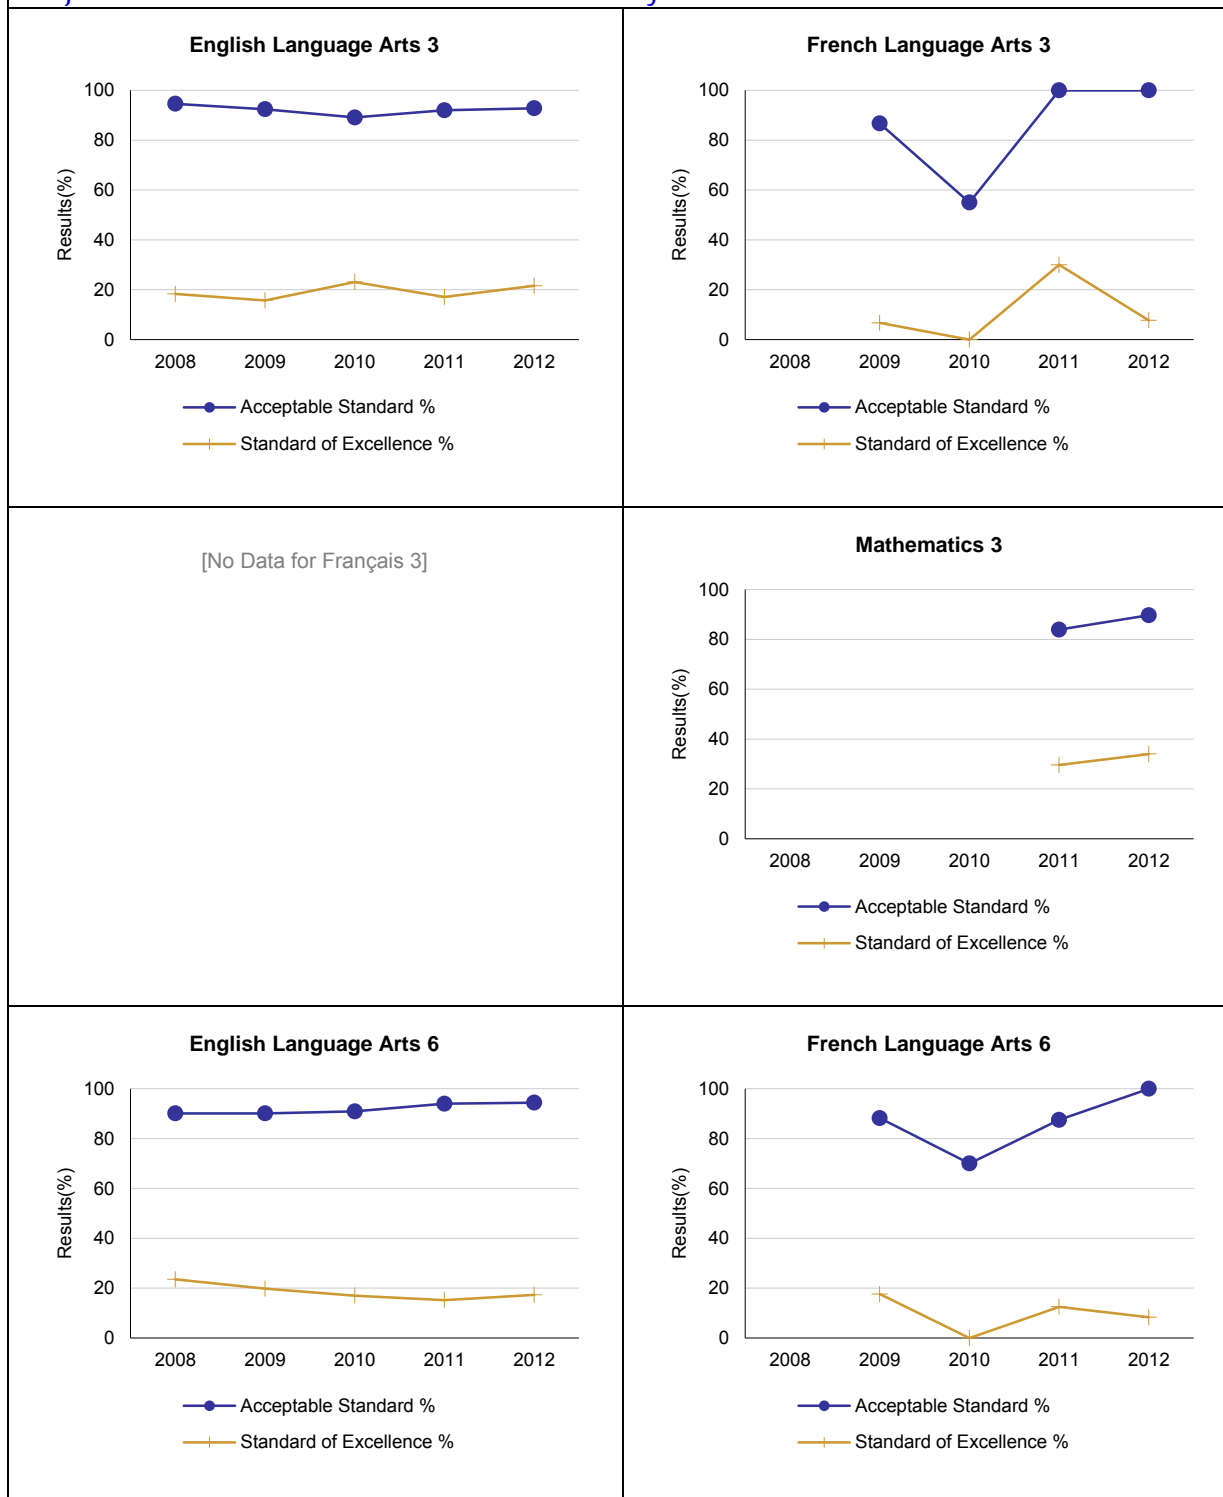 English Language Arts 3
100
80
60
40
20
0
Results(%)
2008 2009 2010 2011 2012
Acceptable Standard %
Standard of Excellence %
French Language Arts 3
100
80
60
40
20
0
Results(%)
2008 2009 2010 2011 2012
Acceptable Standard %
Standard of Excellence %
[No Data for Français 3]
Mathematics 3
100
80
60
40
20
0
Results(%)
2008 2009 2010 2011 2012
Acceptable Standard %
Standard of Excellence %
English Language Arts 6
100
80
60
40
20
0
Results(%)
2008 2009 2010 2011 2012
Acceptable Standard %
Standard of Excellence %
French Language Arts 6
100
80
60
40
20
0
Results(%)
2008 2009 2010 2011 2012
Acceptable Standard %
Standard of Excellence %